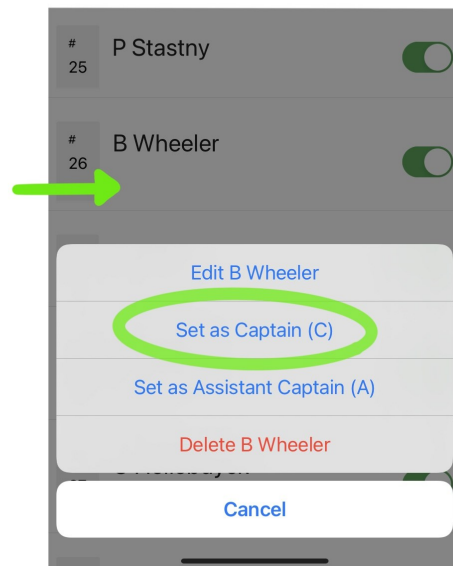 #
25
P Stastny
#
26
B Wheeler
Edit B Wheeler
Set as Captain (C)
Set as Assistant Captain (A)
Delete B Wheeler
Cancel